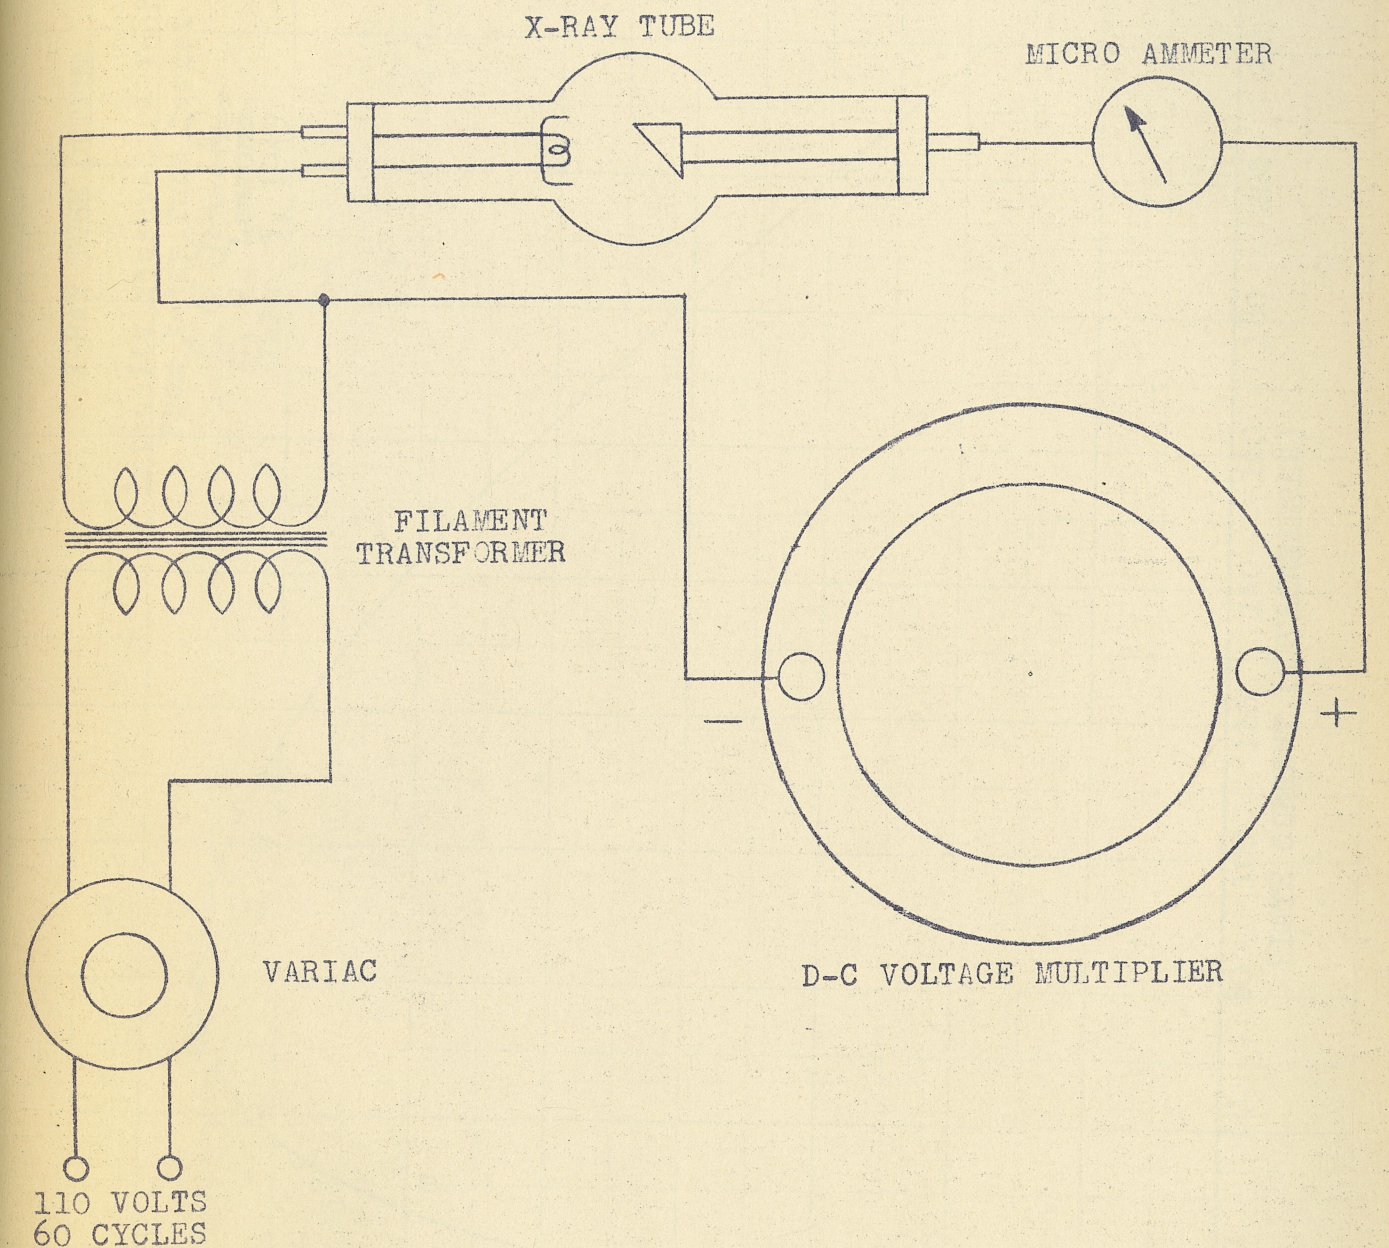 X-RAY TUBE
MICRO AMMETER
FILAMENT
TRANSFORMER
−
+
VARIAC
D-C VOLTAGE MULTIPLIER
110 VOLTS
60 CYCLES